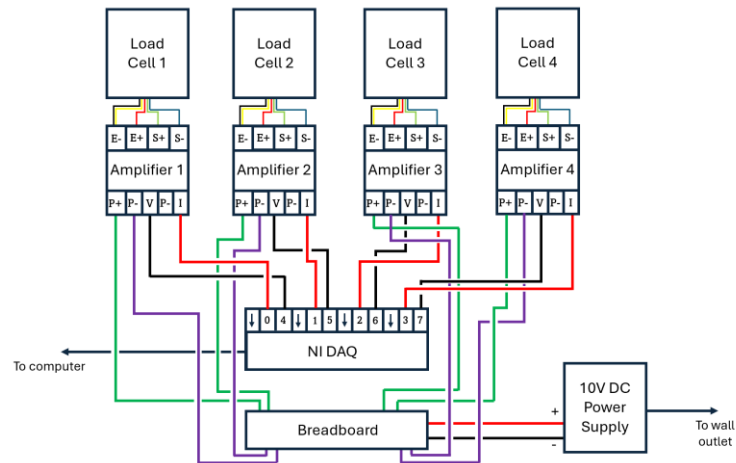 Load
Cell 1
Load
Cell 2
Load
Cell 3
Load
Cell 4
E- E+ S+ S-
E- E+ S+ S-
E- E+ S+ S-
E- E+ S+ S-
Amplifier 1
Amplifier 2
Amplifier 3
Amplifier 4
P+ P- V P- I
P+ P- V P- I
P+ P- V P- I
P+ P- V P- I
↓ 0 4 ↓ 1 5 ↓ 2 6 ↓ 3 7
NI DAQ
To computer
10V DC
Power
Supply
+
-
To wall
outlet
Breadboard